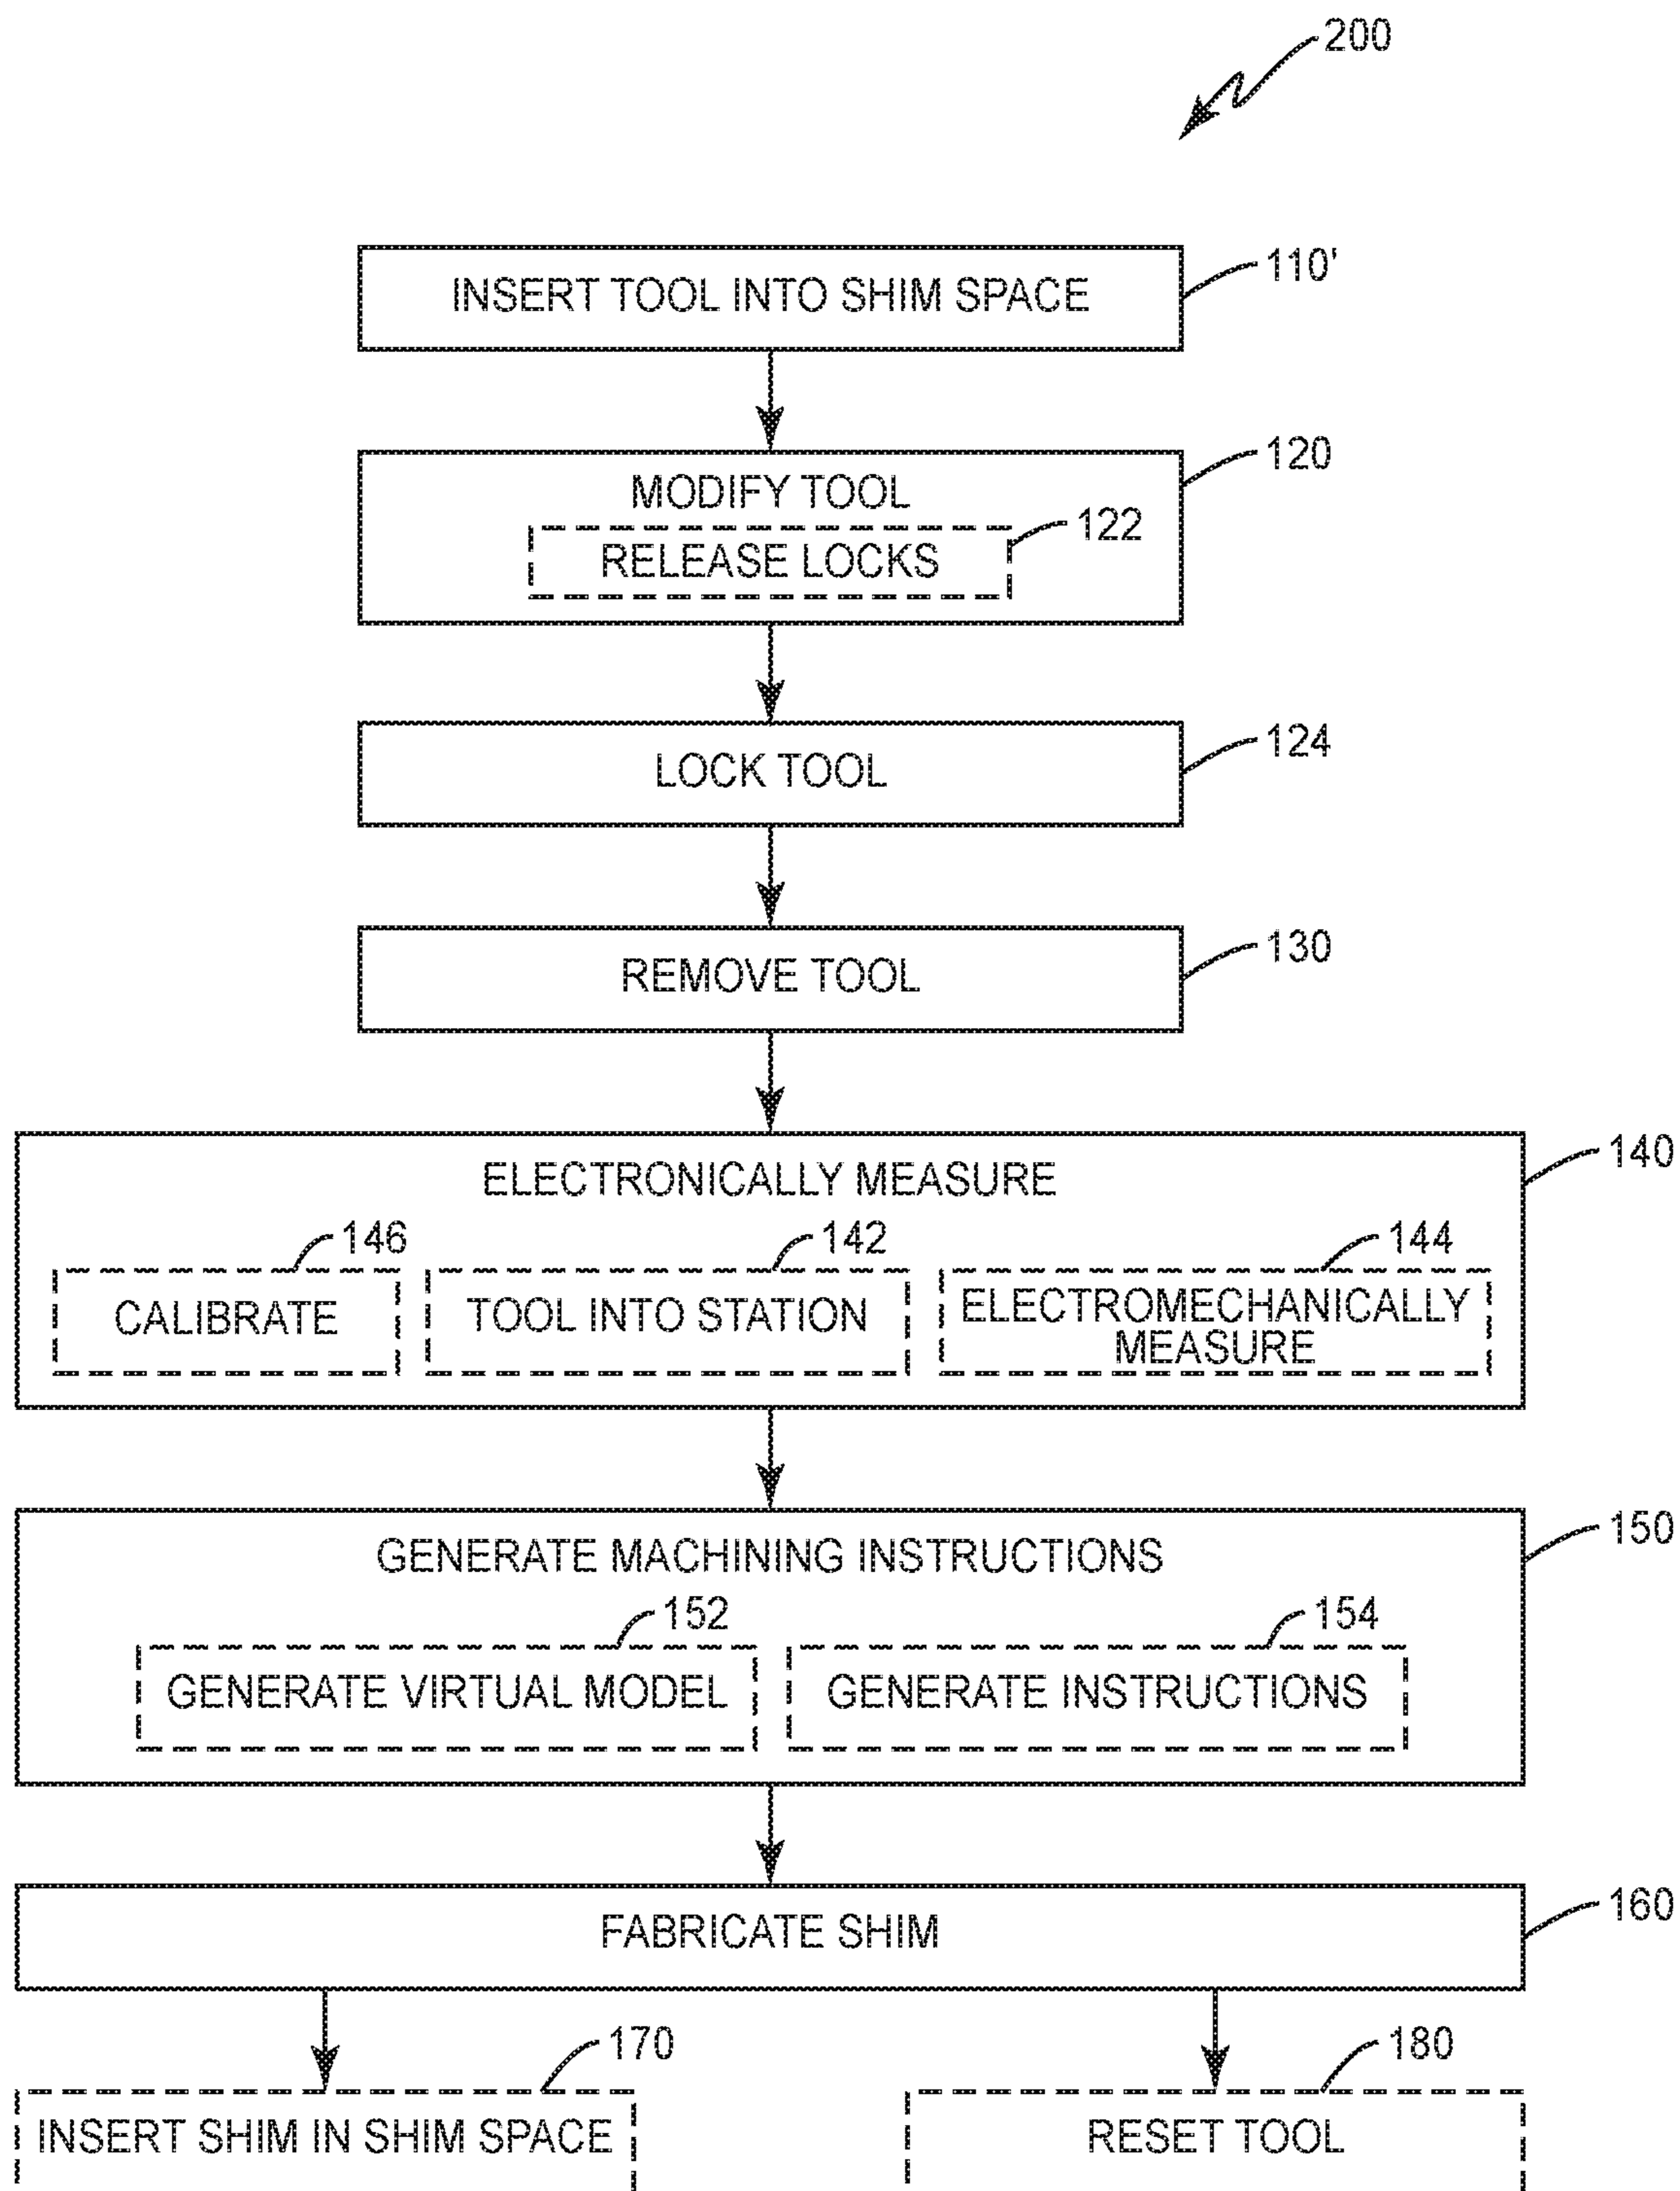 200
INSERT TOOL INTO SHIM SPACE
110'
MODIFY TOOL
120
RELEASE LOCKS
122
LOCK TOOL
124
REMOVE TOOL
130
ELECTRONICALLY MEASURE
140
146
142
144
CALIBRATE
TOOL INTO STATION
ELECTROMECHANICALLY
MEASURE
GENERATE MACHINING INSTRUCTIONS
150
152
154
GENERATE VIRTUAL MODEL
GENERATE INSTRUCTIONS
FABRICATE SHIM
160
170
180
INSERT SHIM IN SHIM SPACE
RESET TOOL